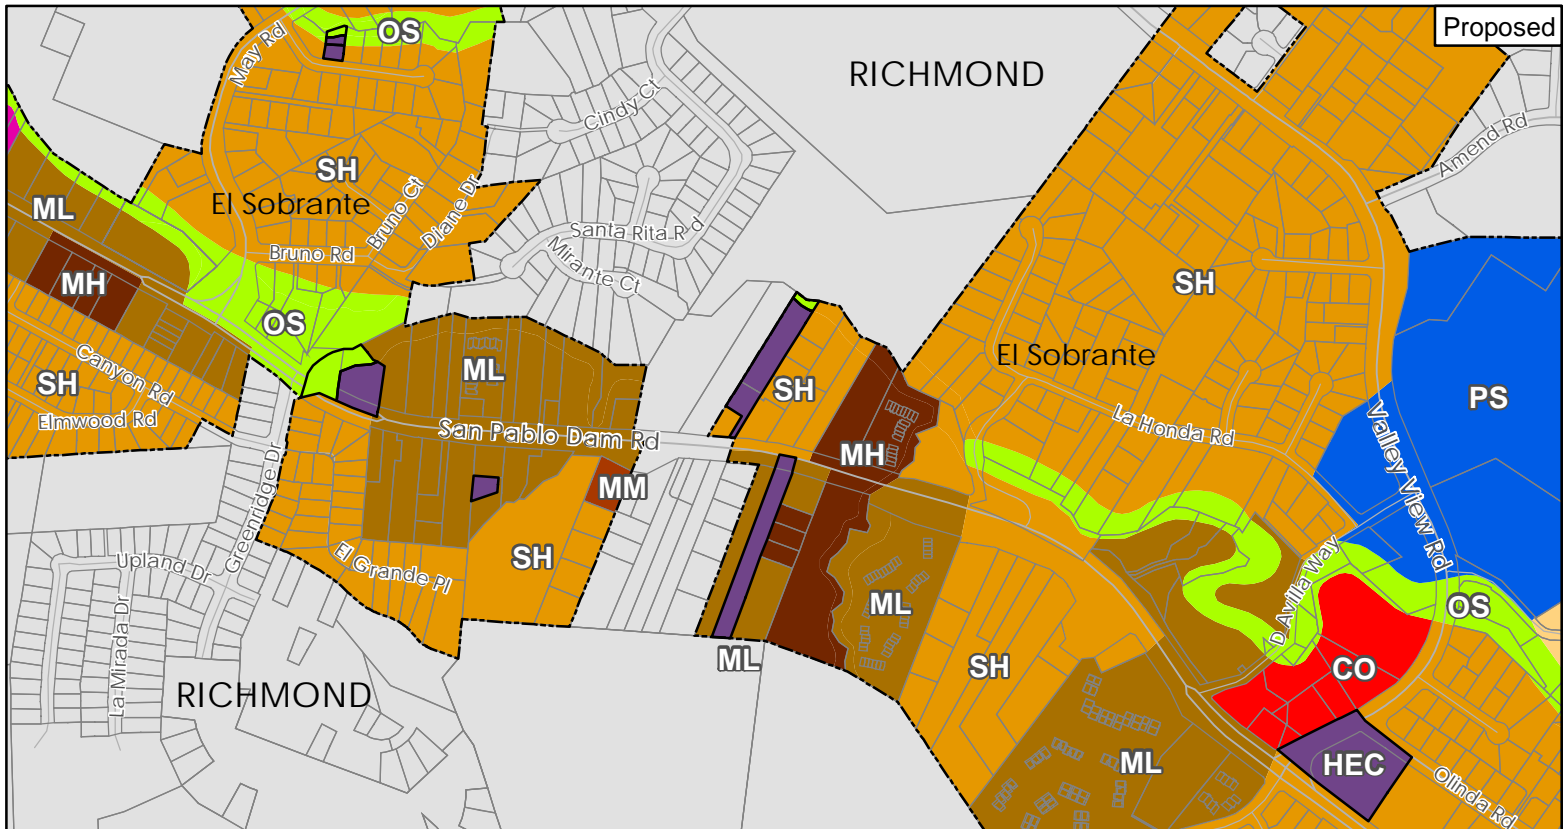 Proposed
OS
May Rd
RICHMOND
Cindy Ct
Amend Rd
SH
ML
El Sobrante
Bruno Ct
Diane Dr
Santa Rita Rd
Bruno Rd
Mirante Ct
MH
SH
OS
El Sobrante
Canyon Rd
ML
SH
SH
PS
Elmwood Rd
San Pablo Dam Rd
La Honda Rd
Valley View Rd
MH
MM
Greenridge Dr
SH
El Grande Pl
Upland Dr
ML
D Avilla Way
OS
La Mirada Dr
ML
SH
CO
RICHMOND
ML
HEC
Olinda Rd